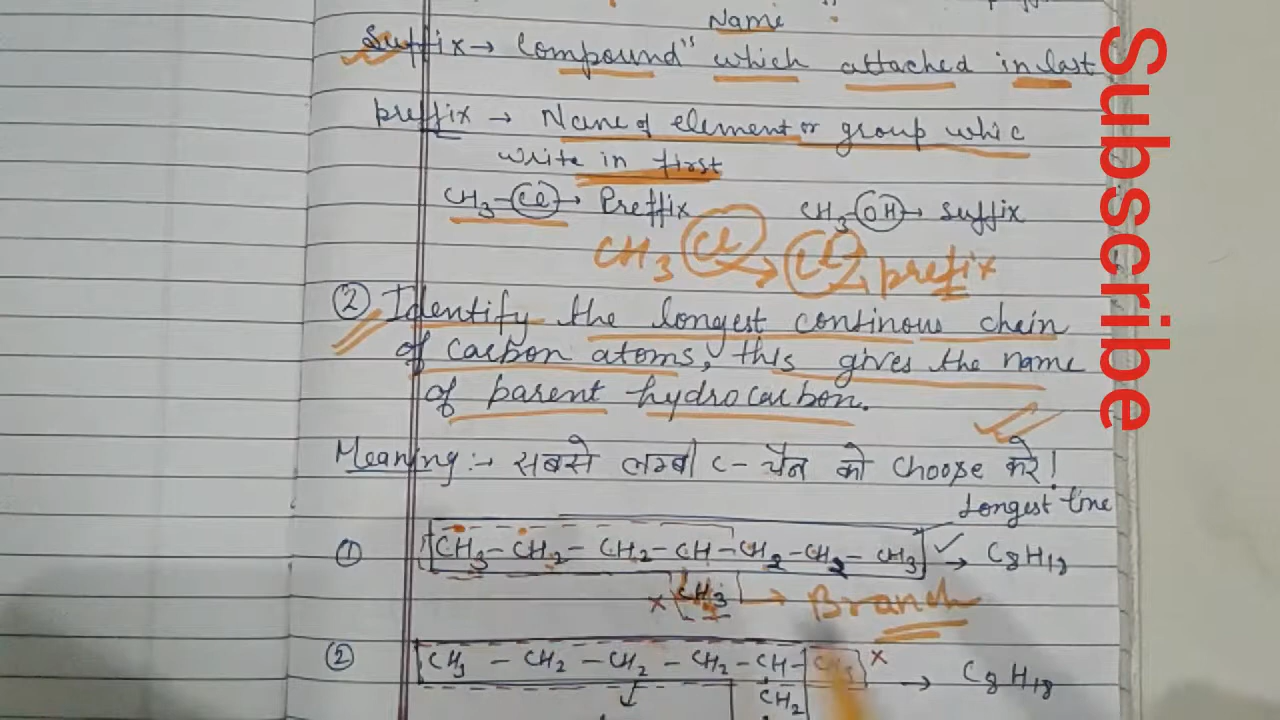 Name
Suffix → Compound" which attached in last
preffix → Name of element or group whic
write in first
CH3-Cl → Preffix CH3-OH → suffix
CH3 Cl → Cl → prefix
② Identify the longest continous chain
of carbon atoms, this gives the name
of parent hydrocarbon.
Meaning :- सबसे लम्बी C- चैन को choose करे!
Longest line
① CH3-CH2-CH2-CH-CH2-CH2-CH3 ✓→ C8H18
× CH3 → Branch
② CH3-CH2-CH2-CH2-CH-CH3 × → C8H18
CH2
Subscribe